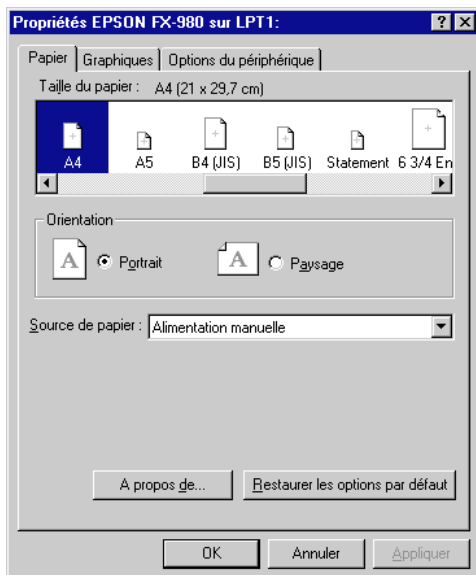 Propriétés EPSON FX-980 sur LPT1:
Papier Graphiques Options du périphérique
Taille du papier : A4 (21 x 29,7 cm)
A4 A5 B4 (JIS) B5 (JIS) Statement 6 3/4 En
Orientation
A Portrait A Paysage
Source de papier : Alimentation manuelle
A propos de... Restaurer les options par défaut
OK Annuler Appliquer